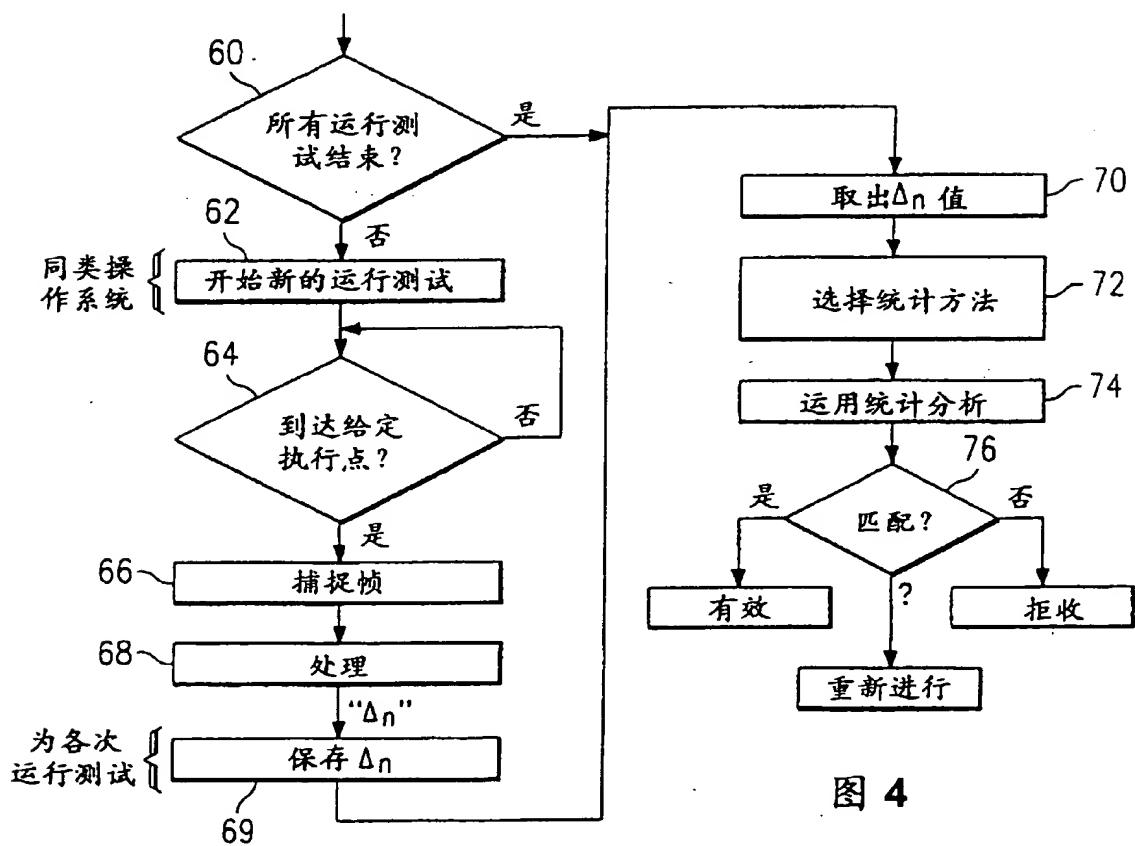 60
所有运行测
试结束？
是
否
62
同类操
作系统
开始新的运行测试
64
到达给定
执行点？
否
是
66
捕捉帧
68
处理
“Δn”
为各次
运行测试
保存 Δn
69
取出Δn 值
70
选择统计方法
72
运用统计分析
74
76
匹配？
是
否
?
有效
拒收
重新进行
图 4